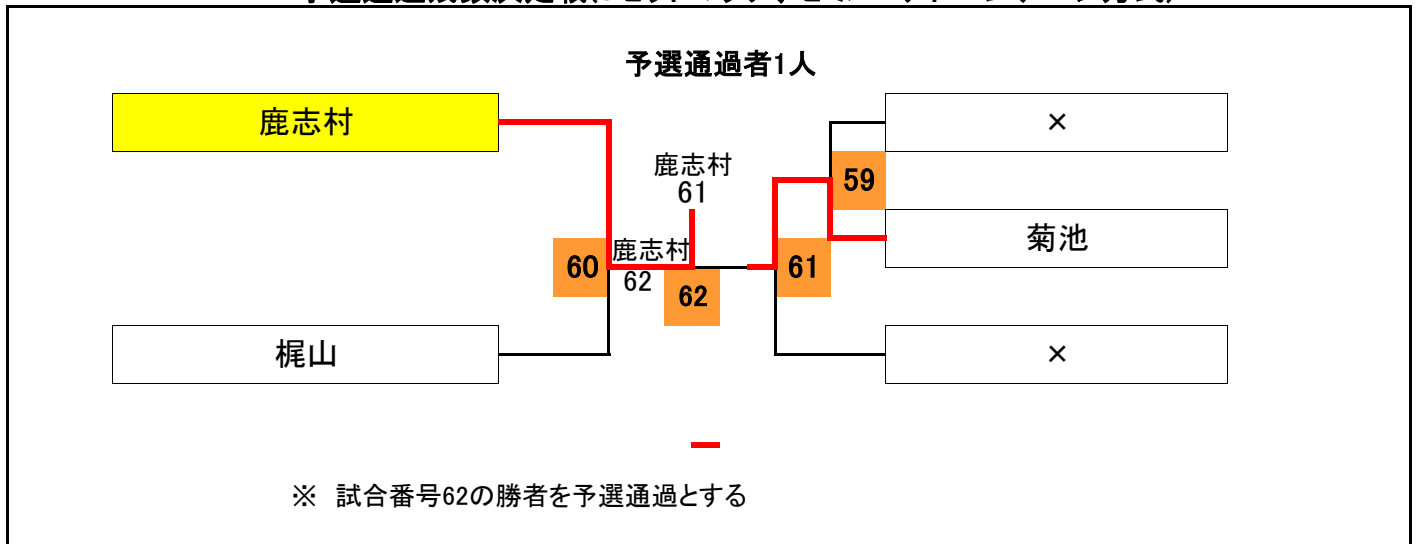 予選通過者1人
鹿志村
×
鹿志村
61
59
菊池
60
鹿志村
62
62
61
梶山
×
※ 試合番号62の勝者を予選通過とする